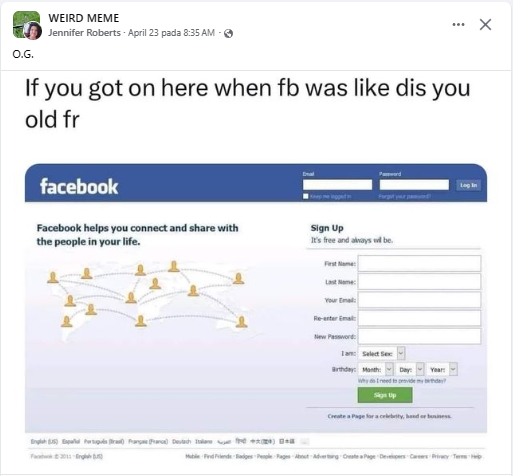 WEIRD MEME
Jennifer Roberts · April 23 pada 8:35 AM ·
O.G.
If you got on here when fb was like dis you
old fr
facebook
Email
Password
Log In
Keep me logged in
Forgot your password?
Facebook helps you connect and share with
the people in your life.
Sign Up
It's free and always will be.
First Name:
Last Name:
Your Email:
Re-enter Email:
New Password:
I am: Select Sex:
Birthday: Month: Day: Year:
Why do I need to provide my birthday?
Sign Up
Create a Page for a celebrity, band or business.
English (US) Español Português (Brasil) Français (France) Deutsch Italiano العربية हिन्दी 中文(简体) 日本語 ...
Facebook © 2011 · English (US)
Mobile · Find Friends · Badges · People · Pages · About · Advertising · Create a Page · Developers · Careers · Privacy · Terms · Help